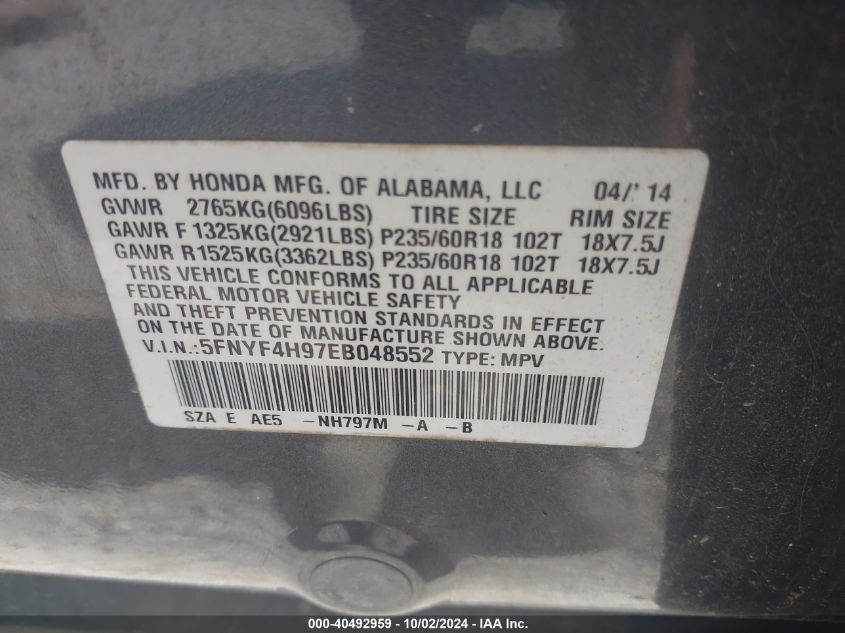 MFD. BY HONDA MFG. OF ALABAMA, LLC 04/' 14
GVWR 2765KG(6096LBS) TIRE SIZE RIM SIZE
GAWR F 1325KG(2921LBS) P235/60R18 102T 18X7.5J
GAWR R1525KG(3362LBS) P235/60R18 102T 18X7.5J
THIS VEHICLE CONFORMS TO ALL APPLICABLE
FEDERAL MOTOR VEHICLE SAFETY
AND THEFT PREVENTION STANDARDS IN EFFECT
ON THE DATE OF MANUFACTURE SHOWN ABOVE.
V.I.N.:5FNYF4H97EB048552 TYPE: MPV
SZA E AE5 -NH797M -A -B
000-40492959 - 10/02/2024 - IAA Inc.